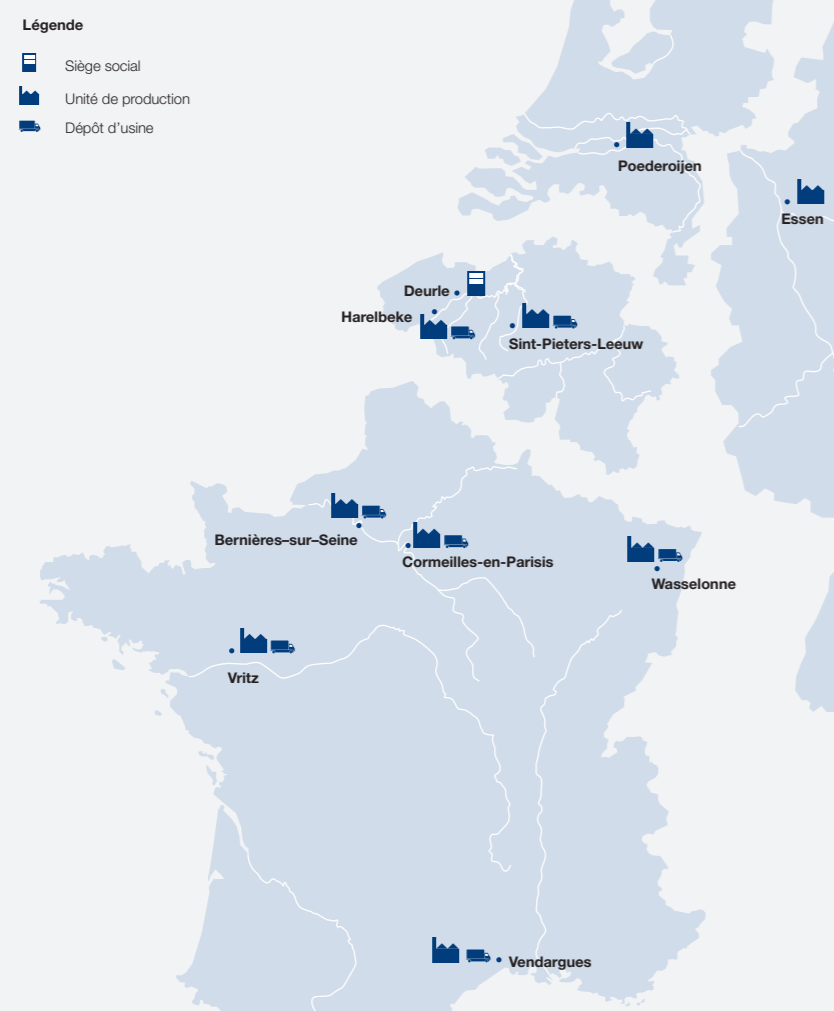 Légende
Siège social
Unité de production
Dépôt d'usine
Poederoijen
Essen
Deurle
Harelbeke
Sint-Pieters-Leeuw
Bernières–sur–Seine
Cormeilles-en-Parisis
Wasselonne
Vritz
Vendargues